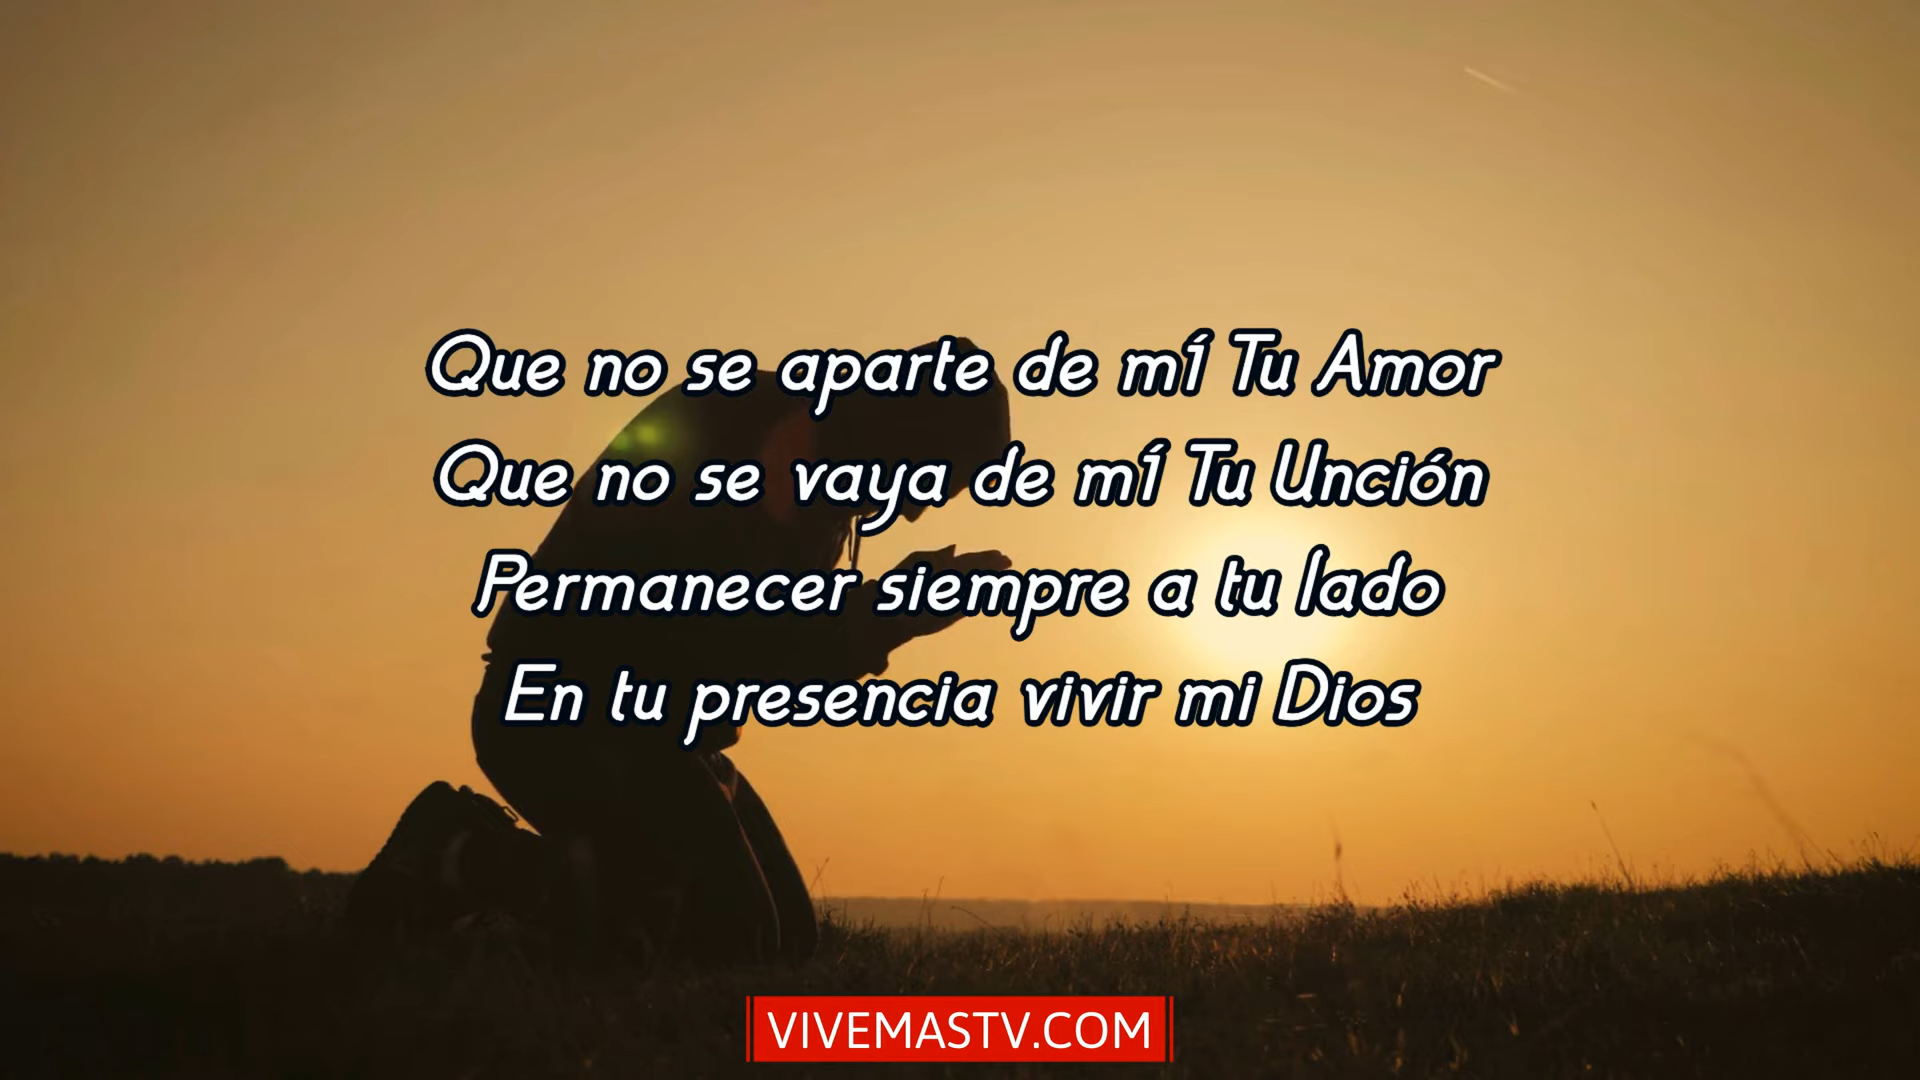 Que no se aparte de mí Tu Amor
Que no se vaya de mí Tu Unción
Permanecer siempre a tu lado
En tu presencia vivir mi Dios
VIVEMASTV.COM